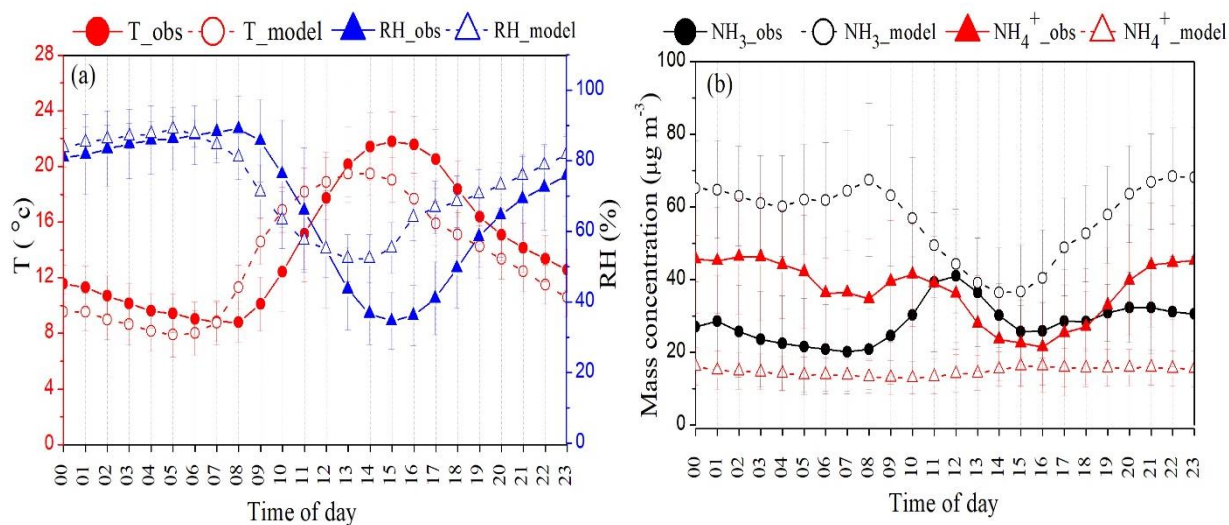 T_obs T_model RH_obs RH_model
(a)
T ( °c)
28
24
20
16
12
8
4
0
RH (%)
100
80
60
40
20
0
00 01 02 03 04 05 06 07 08 09 10 11 12 13 14 15 16 17 18 19 20 21 22 23
Time of day
NH₃_obs NH₃_model NH₄⁺_obs NH₄⁺_model
(b)
Mass concentration (µg m⁻³)
100
80
60
40
20
0
00 01 02 03 04 05 06 07 08 09 10 11 12 13 14 15 16 17 18 19 20 21 22 23
Time of day